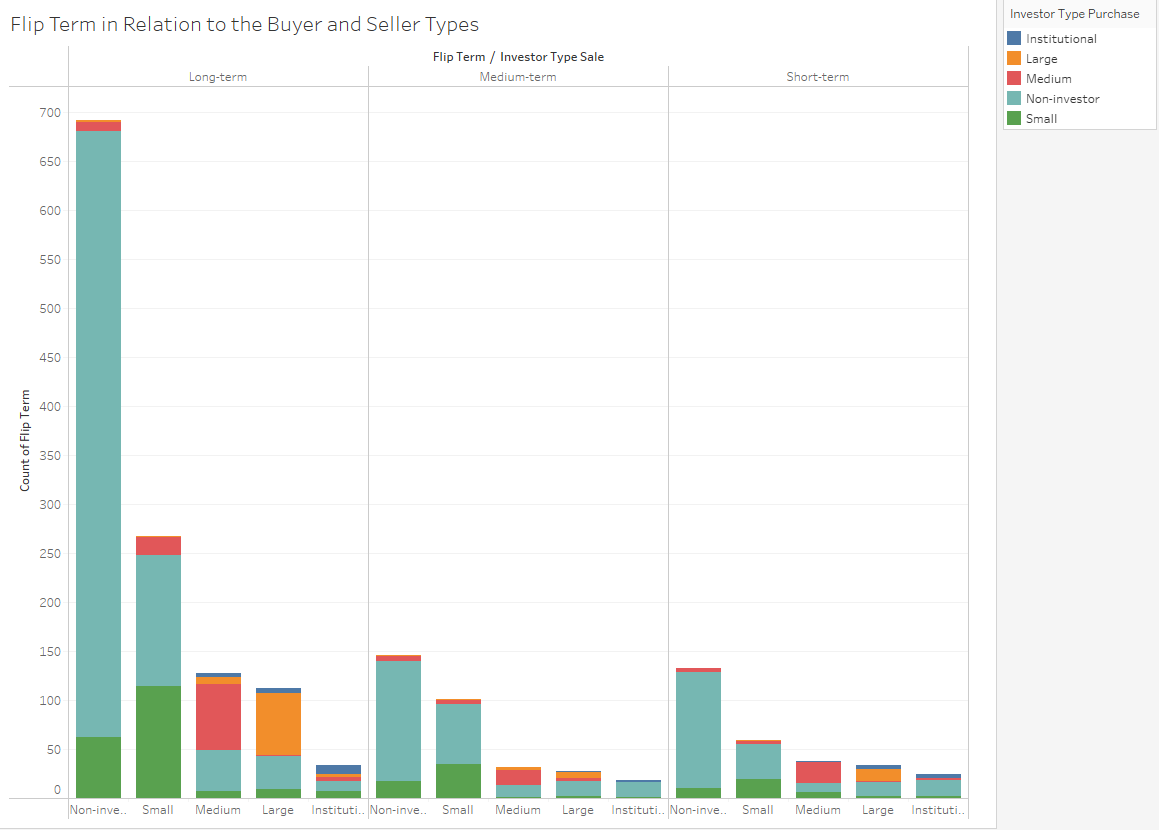 Flip Term in Relation to the Buyer and Seller Types
Flip Term / Investor Type Sale
Long-term Medium-term Short-term
700
650
600
550
500
450
400
350
300
250
200
150
100
50
0
Count of Flip Term
Non-inve.. Small Medium Large Instituti.. Non-inve.. Small Medium Large Instituti.. Non-inve.. Small Medium Large Instituti..
Investor Type Purchase
Institutional
Large
Medium
Non-investor
Small